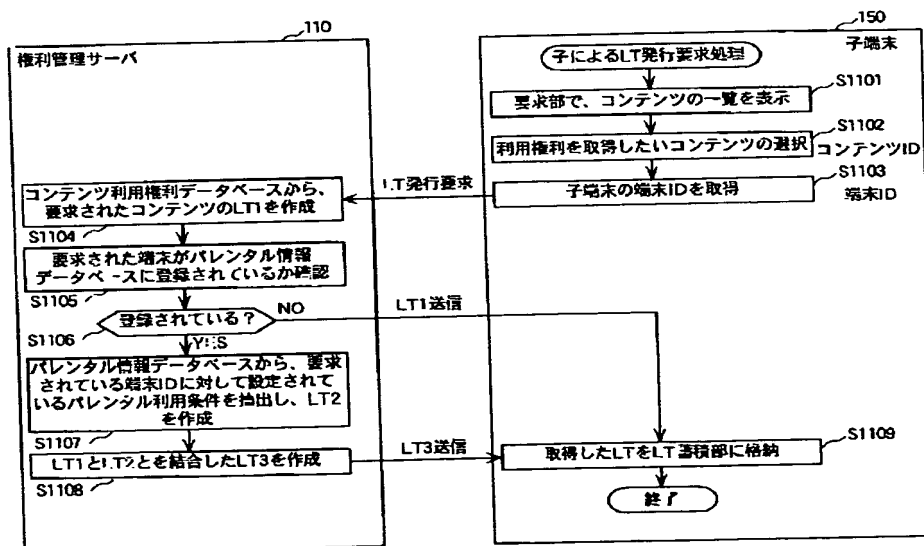 110
権利管理サーバ
150
子端末
子によるLT発行要求処理
S1101
要求部で、コンテンツの一覧を表示
S1102
利用権利を取得したいコンテンツの選択
コンテンツID
S1103
子端末の端末IDを取得
端末ID
LT発行要求
コンテンツ利用権利データベースから、
要求されたコンテンツのLT1を作成
S1104
要求された端末がパレンタル情報
データベースに登録されているか確認
S1105
登録されている?
S1106
NO
LT1送信
YES
パレンタル情報データベースから、要求
されている端末IDに対して設定されて
いるパレンタル利用条件を抽出し、LT2
を作成
S1107
LT1とLT2とを結合したLT3を作成
S1108
LT3送信
S1109
取得したLTをLT蓄積部に格納
終了